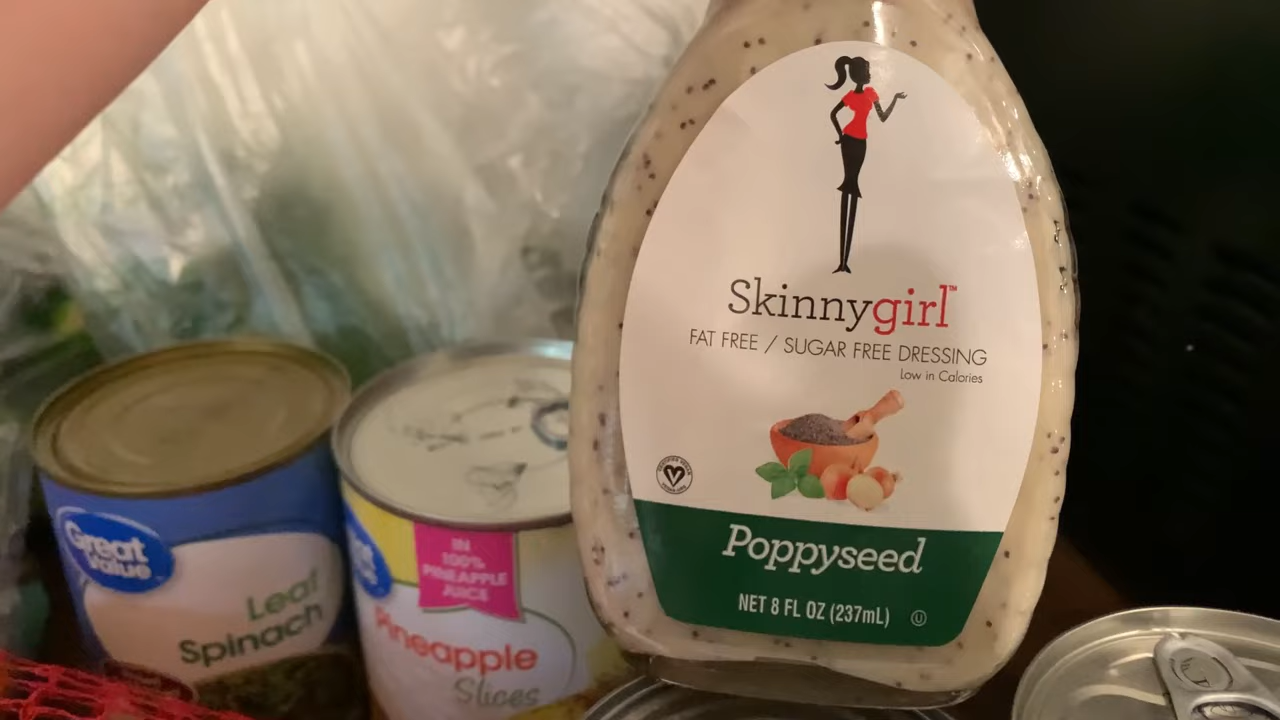 Skinnygirl™
FAT FREE / SUGAR FREE DRESSING
Low in Calories
Poppyseed
NET 8 FL OZ (237mL)
U
V
Great
Value
Leaf
Spinach
IN
100%
PINEAPPLE
JUICE
Pineapple
Slices